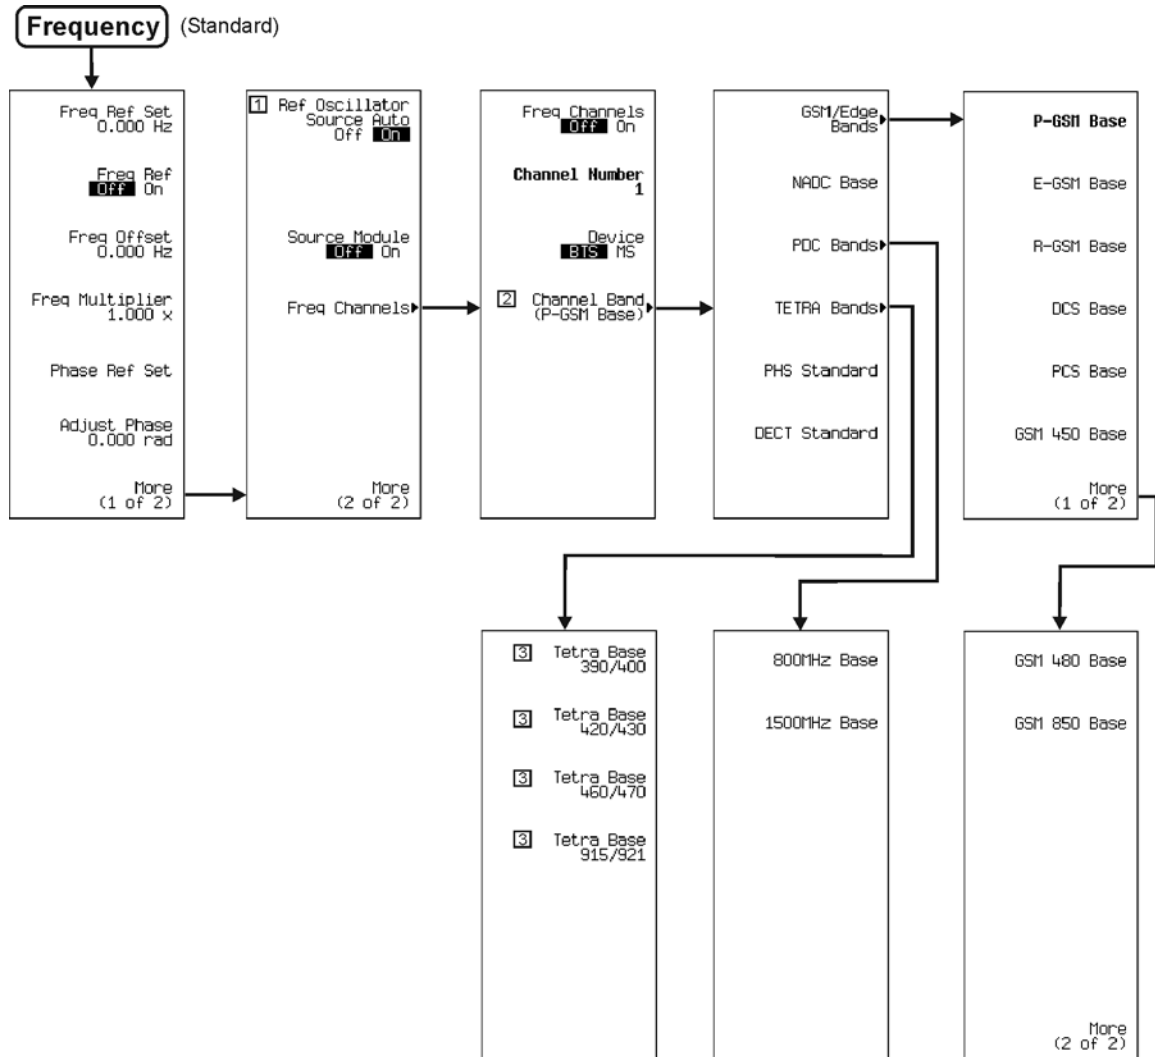 Frequency (Standard)
Freq Ref Set
0.000 Hz
Freq Ref
Off On
Freq Offset
0.000 Hz
Freq Multiplier
1.000 x
Phase Ref Set
Adjust Phase
0.000 rad
More
(1 of 2)
1 Ref Oscillator
Source Auto
Off On
Source Module
Off On
Freq Channels
More
(2 of 2)
Freq Channels
Off On
Channel Number
1
Device
BTS MS
2 Channel Band
(P-GSM Base)
GSM/Edge
Bands
NADC Base
PDC Bands
TETRA Bands
PHS Standard
DECT Standard
P-GSM Base
E-GSM Base
R-GSM Base
DCS Base
PCS Base
GSM 450 Base
More
(1 of 2)
3 Tetra Base
390/400
3 Tetra Base
420/430
3 Tetra Base
460/470
3 Tetra Base
915/921
800MHz Base
1500MHz Base
GSM 480 Base
GSM 850 Base
More
(2 of 2)